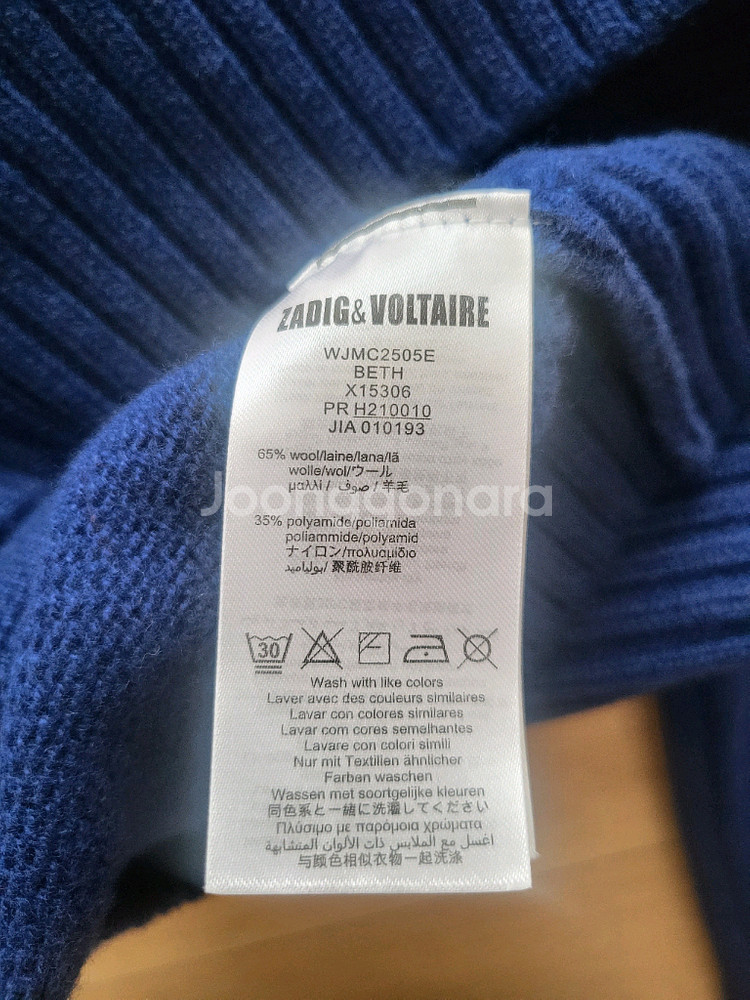 ZADIG&VOLTAIRE
WJMC2505E
BETH
X15306
PR H210010
JIA 010193
65% wool/laine/lana/lã
wolle/wol/ウール
μαλλί / صوف / 羊毛
Joonggonara
35% polyamide/poliamida
poliammide/polyamid
ナイロン/πολυαμίδιο
بولياميد/ 聚酰胺纤维
30
Wash with like colors
Laver avec des couleurs similaires
Lavar con colores similares
Lavar com cores semelhantes
Lavare con colori simili
Nur mit Textilien ähnlicher
Farben waschen
Wassen met soortgelijke kleuren
同色系と一緒に洗濯してください
Πλύσιμο με παρόμοια χρώματα
اغسل مع الملابس ذات الألوان المتشابهة
与颜色相似衣物一起洗涤